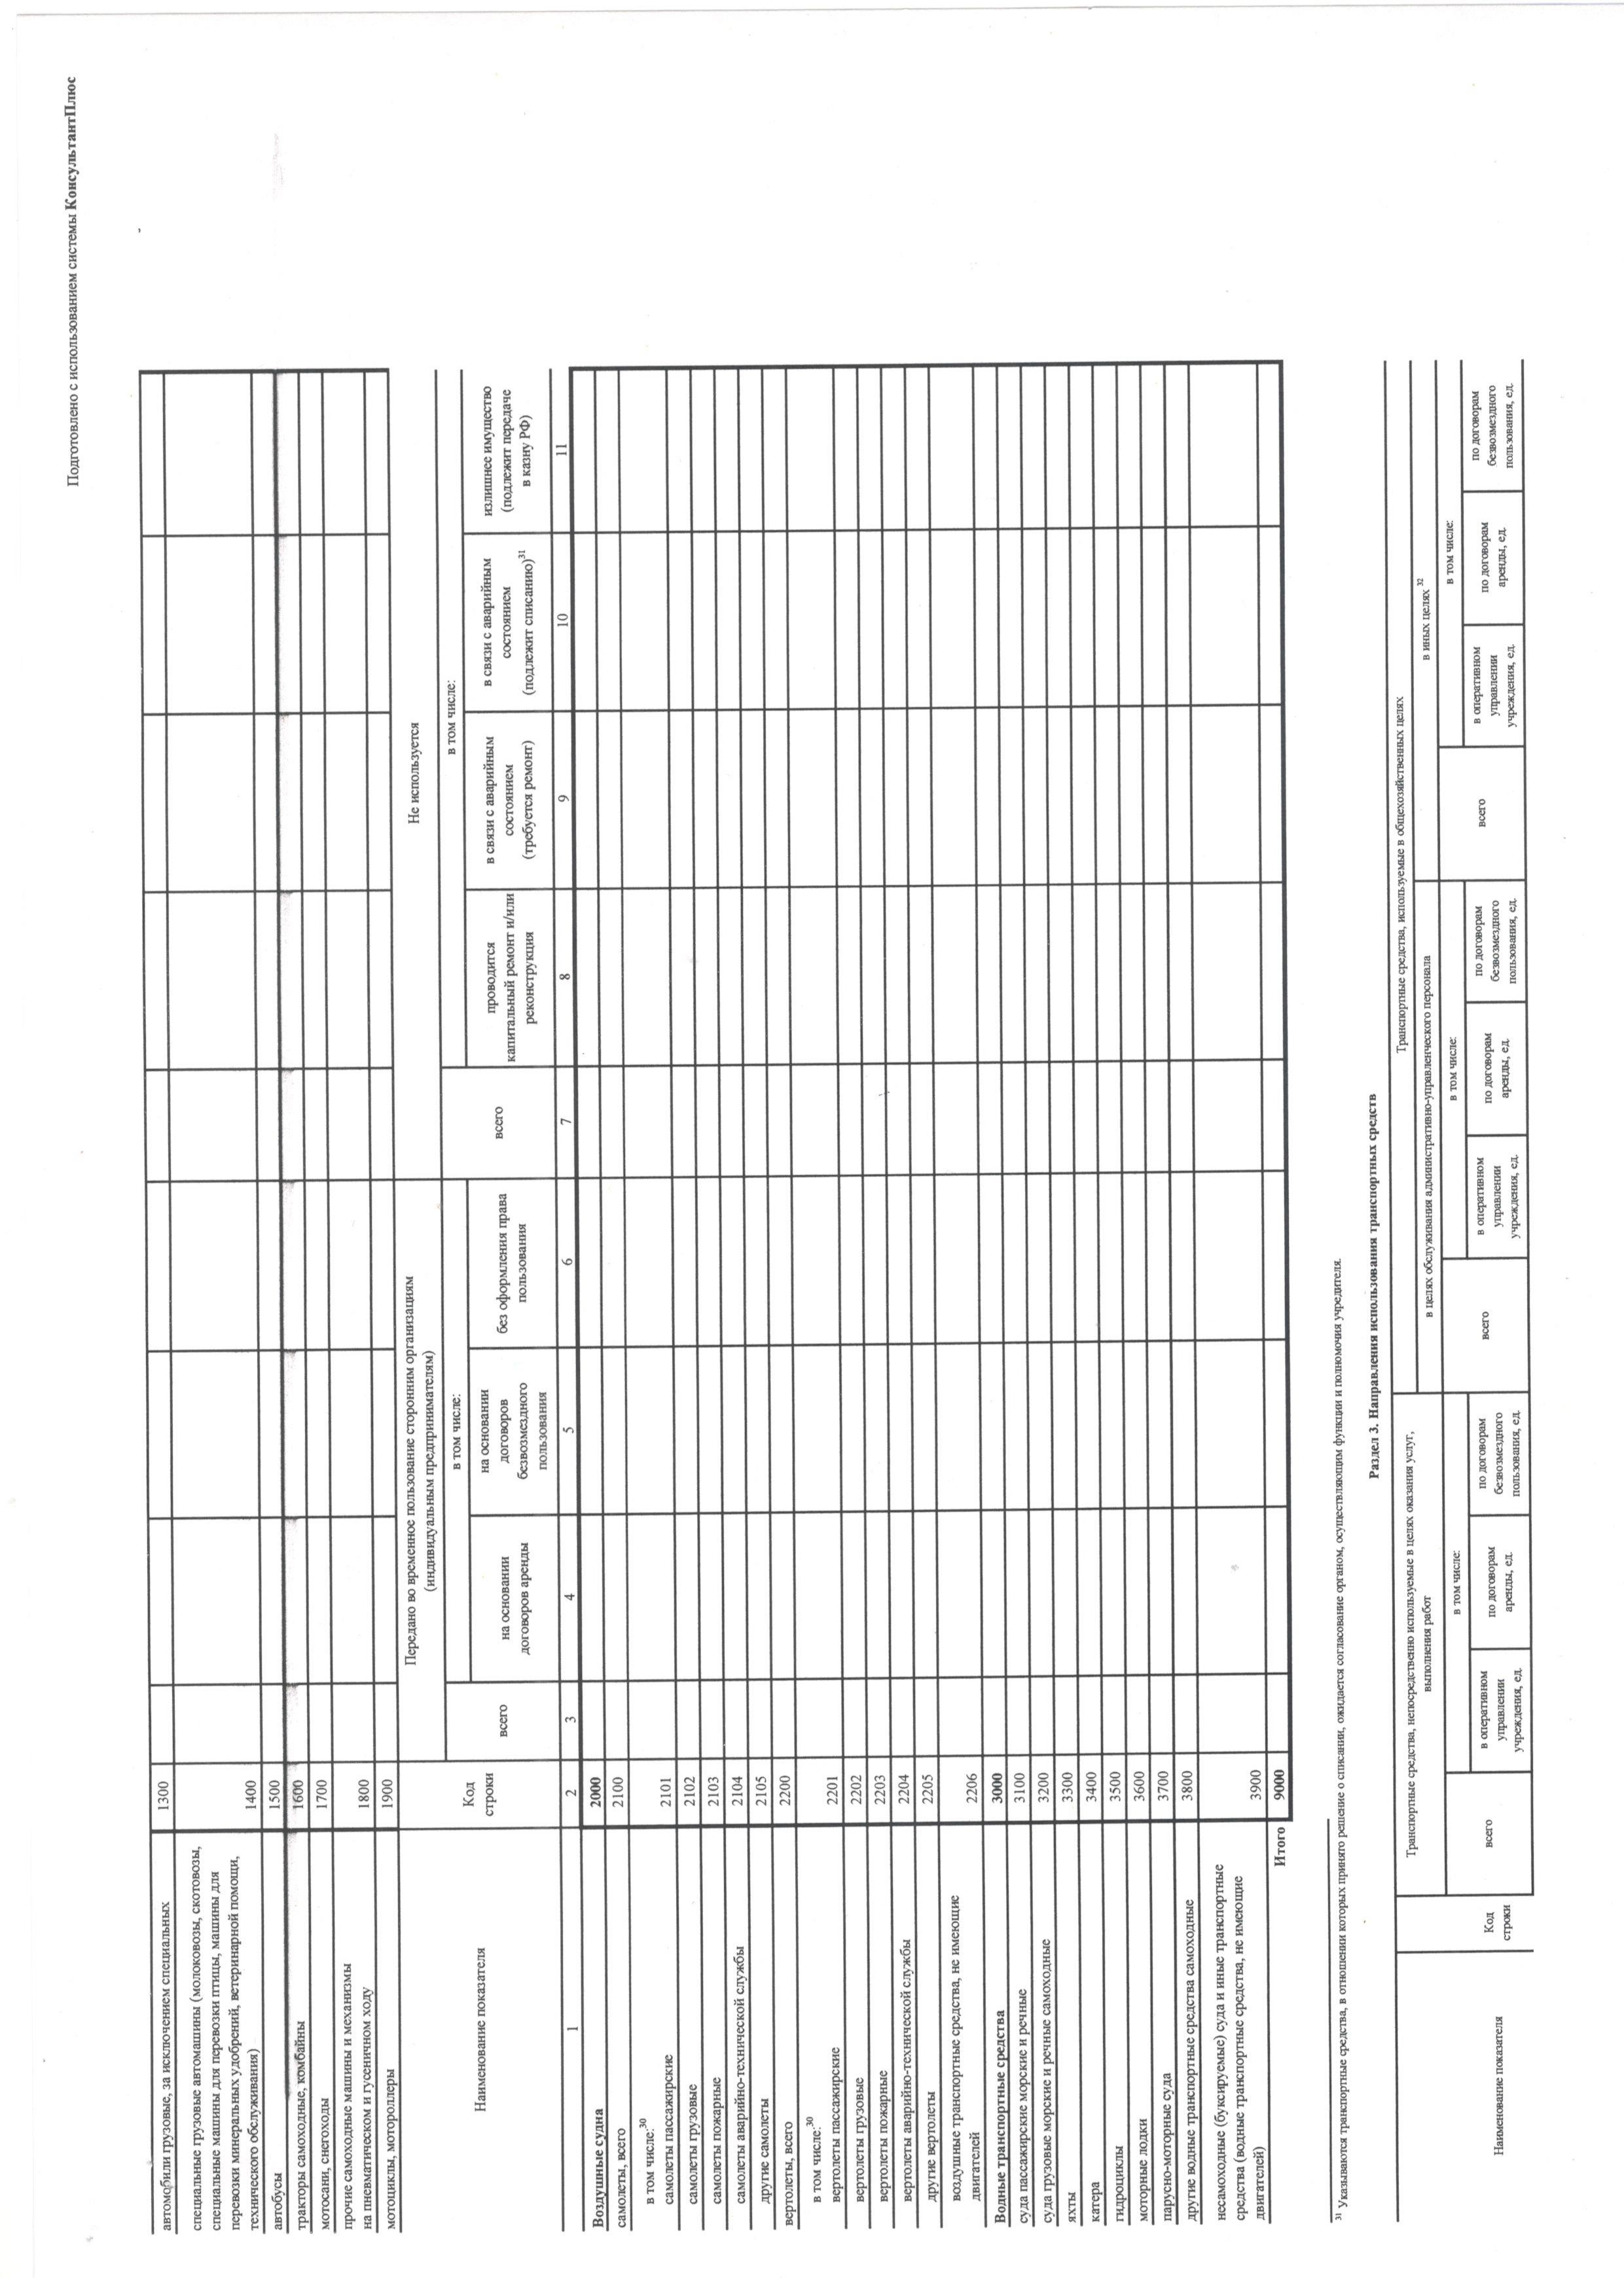 Подготовлено с использованием системы КонсультантПлюс
автомобили грузовые, за исключением специальных 1300
специальные грузовые автомашины (молоковозы, скотовозы,
специальные машины для перевозки птицы, машины для
перевозки минеральных удобрений, ветеринарной помощи,
технического обслуживания) 1400
автобусы 1500
тракторы самоходные, комбайны 1600
мотосани, снегоходы 1700
прочие самоходные машины и механизмы
на пневматическом и гусеничном ходу 1800
мотоциклы, мотороллеры 1900
Наименование показателя
Код
строки
Передано во временное пользование сторонним организациям
(индивидуальным предпринимателям)
Не используется
всего
в том числе:
всего
в том числе:
на основании
договоров аренды
на основании
договоров
безвозмездного
пользования
без оформления права
пользования
проводится
капитальный ремонт и/или
реконструкция
в связи с аварийным
состоянием
(требуется ремонт)
в связи с аварийным
состоянием
(подлежит списанию)31
излишнее имущество
(подлежит передаче
в казну РФ)
1 2 3 4 5 6 7 8 9 10 11
Воздушные судна 2000
самолеты, всего 2100
в том числе:30
самолеты пассажирские 2101
самолеты грузовые 2102
самолеты пожарные 2103
самолеты аварийно-технической службы 2104
другие самолеты 2105
вертолеты, всего 2200
в том числе:30
вертолеты пассажирские 2201
вертолеты грузовые 2202
вертолеты пожарные 2203
вертолеты аварийно-технической службы 2204
другие вертолеты 2205
воздушные транспортные средства, не имеющие
двигателей 2206
Водные транспортные средства 3000
суда пассажирские морские и речные 3100
суда грузовые морские и речные самоходные 3200
яхты 3300
катера 3400
гидроциклы 3500
моторные лодки 3600
парусно-моторные суда 3700
другие водные транспортные средства самоходные 3800
несамоходные (буксируемые) суда и иные транспортные
средства (водные транспортные средства, не имеющие
двигателей) 3900
Итого 9000
31 Указываются транспортные средства, в отношении которых принято решение о списании, ожидается согласование органом, осуществляющим функции и полномочия учредителя.
Раздел 3. Направления использования транспортных средств
Наименование показателя
Код
строки
Транспортные средства, непосредственно используемые в целях оказания услуг,
выполнения работ
Транспортные средства, используемые в общехозяйственных целях
в целях обслуживания административно-управленческого персонала
в иных целях 32
всего
в том числе:
всего
в том числе:
всего
в том числе:
в оперативном
управлении
учреждения, ед.
по договорам
аренды, ед.
по договорам
безвозмездного
пользования, ед.
в оперативном
управлении
учреждения, ед.
по договорам
аренды, ед.
по договорам
безвозмездного
пользования, ед.
в оперативном
управлении
учреждения, ед.
по договорам
аренды, ед.
по договорам
безвозмездного
пользования, ед.